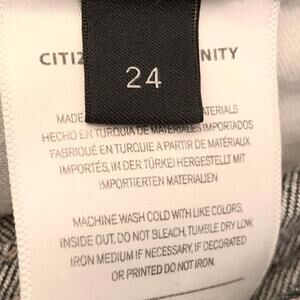 CITIZ NITY
24
MADE ATERIALS
HECHO EN TURQUIA DE MATERIALES IMPORTADOS
FABRIQUÉ EN TURQUIE A PARTIR DE MATÉRIAUX
IMPORTÉS, IN DER TÜRKEI HERGESTELLT MIT
IMPORTIERTEN MATERIALIEN
MACHINE WASH COLD WITH LIKE COLORS,
INSIDE OUT, DO NOT BLEACH, TUMBLE DRY LOW,
IRON MEDIUM IF NECESSARY, IF DECORATED
OR PRINTED DO NOT IRON.